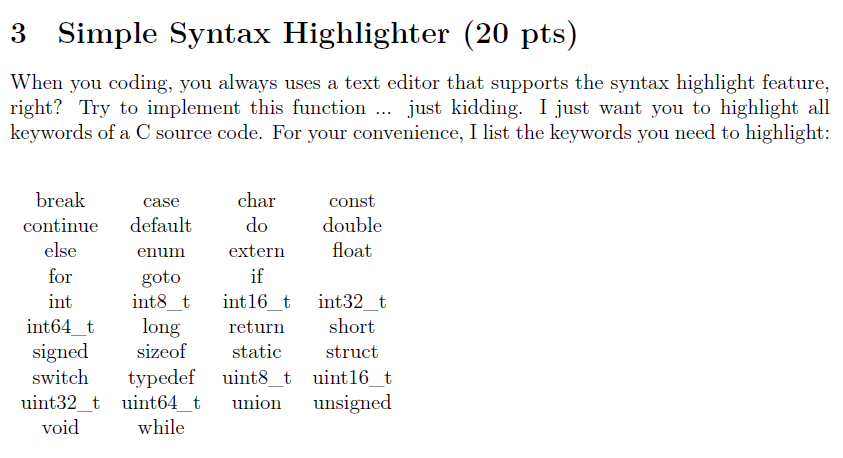 3 Simple Syntax Highlighter (20 pts)
When you coding, you always uses a text editor that supports the syntax highlight feature,
right? Try to implement this function ... just kidding. I just want you to highlight all
keywords of a C source code. For your convenience, I list the keywords you need to highlight:
break case char const
continue default do double
else enum extern float
for goto if
int int8_t int16_t int32_t
int64_t long return short
signed sizeof static struct
switch typedef uint8_t uint16_t
uint32_t uint64_t union unsigned
void while